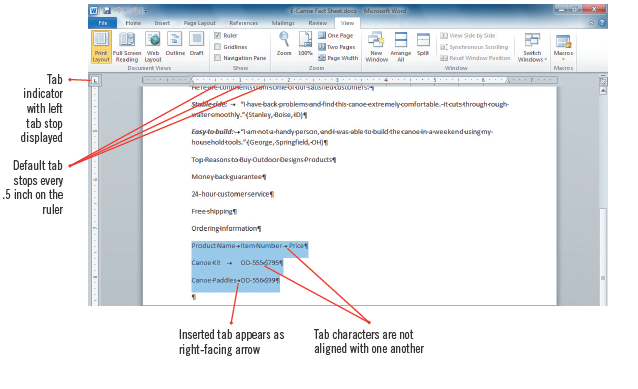 E-Canoe Fact Sheet.docx - Microsoft Word
File Home Insert Page Layout References Mailings Review View
Print Layout Full Screen Reading Web Layout Outline Draft
Document Views
Ruler
Gridlines
Navigation Pane
Show
Zoom 100%
One Page
Two Pages
Page Width
Zoom
New Window Arrange All Split
View Side by Side
Synchronous Scrolling
Reset Window Position
Window
Switch Windows
Macros
Macros
Tab indicator with left tab stop displayed
Default tab stops every .5 inch on the ruler
Here are comments from some of our satisfied customers:¶
Stable ride: → "I have back problems and find this canoe extremely comfortable. It cuts through rough
water smoothly." (Stanley, Boise, ID)¶
Easy to build: → "I am not a handy person, and I was able to build the canoe in a weekend using my
household tools." (George, Springfield, OH)¶
Top Reasons to Buy Outdoor Designs Products¶
Money back guarantee¶
24-hour customer service¶
Free shipping¶
Ordering Information¶
Product Name → Item Number → Price¶
Canoe Kit → OD-555 $795¶
Canoe Paddles → OD-556 $99¶
¶
Inserted tab appears as
right-facing arrow
Tab characters are not
aligned with one another